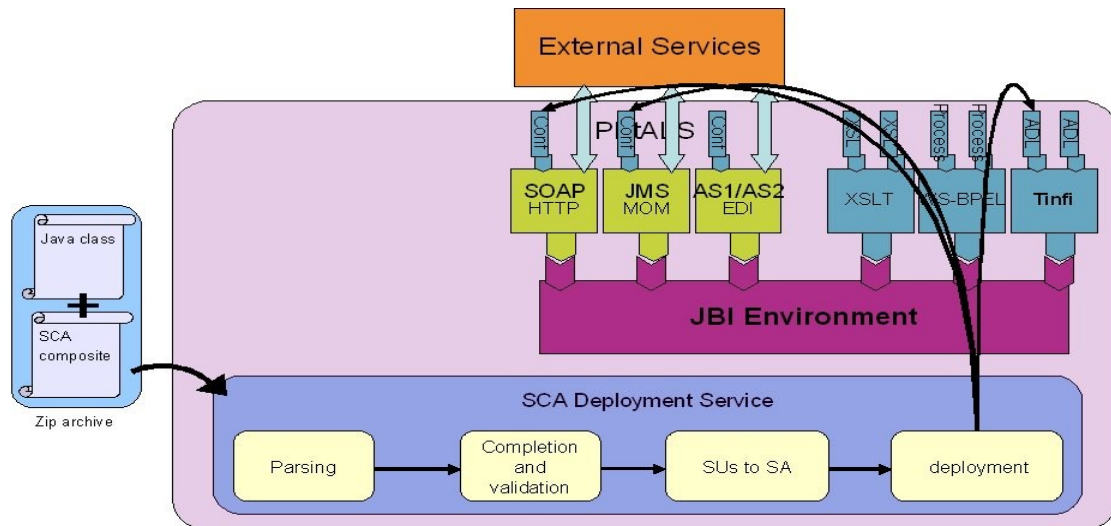 External Services
PEtALS
Conf
Conf
Conf
XSL
XSL
Process
Process
ADL
ADL
SOAP
HTTP
JMS
MOM
AS1/AS2
EDI
XSLT
WS-BPEL
Tinfi
JBI Environment
Java class
+
SCA
composite
Zip archive
SCA Deployment Service
Parsing
Completion
and
validation
SUs to SA
deployment